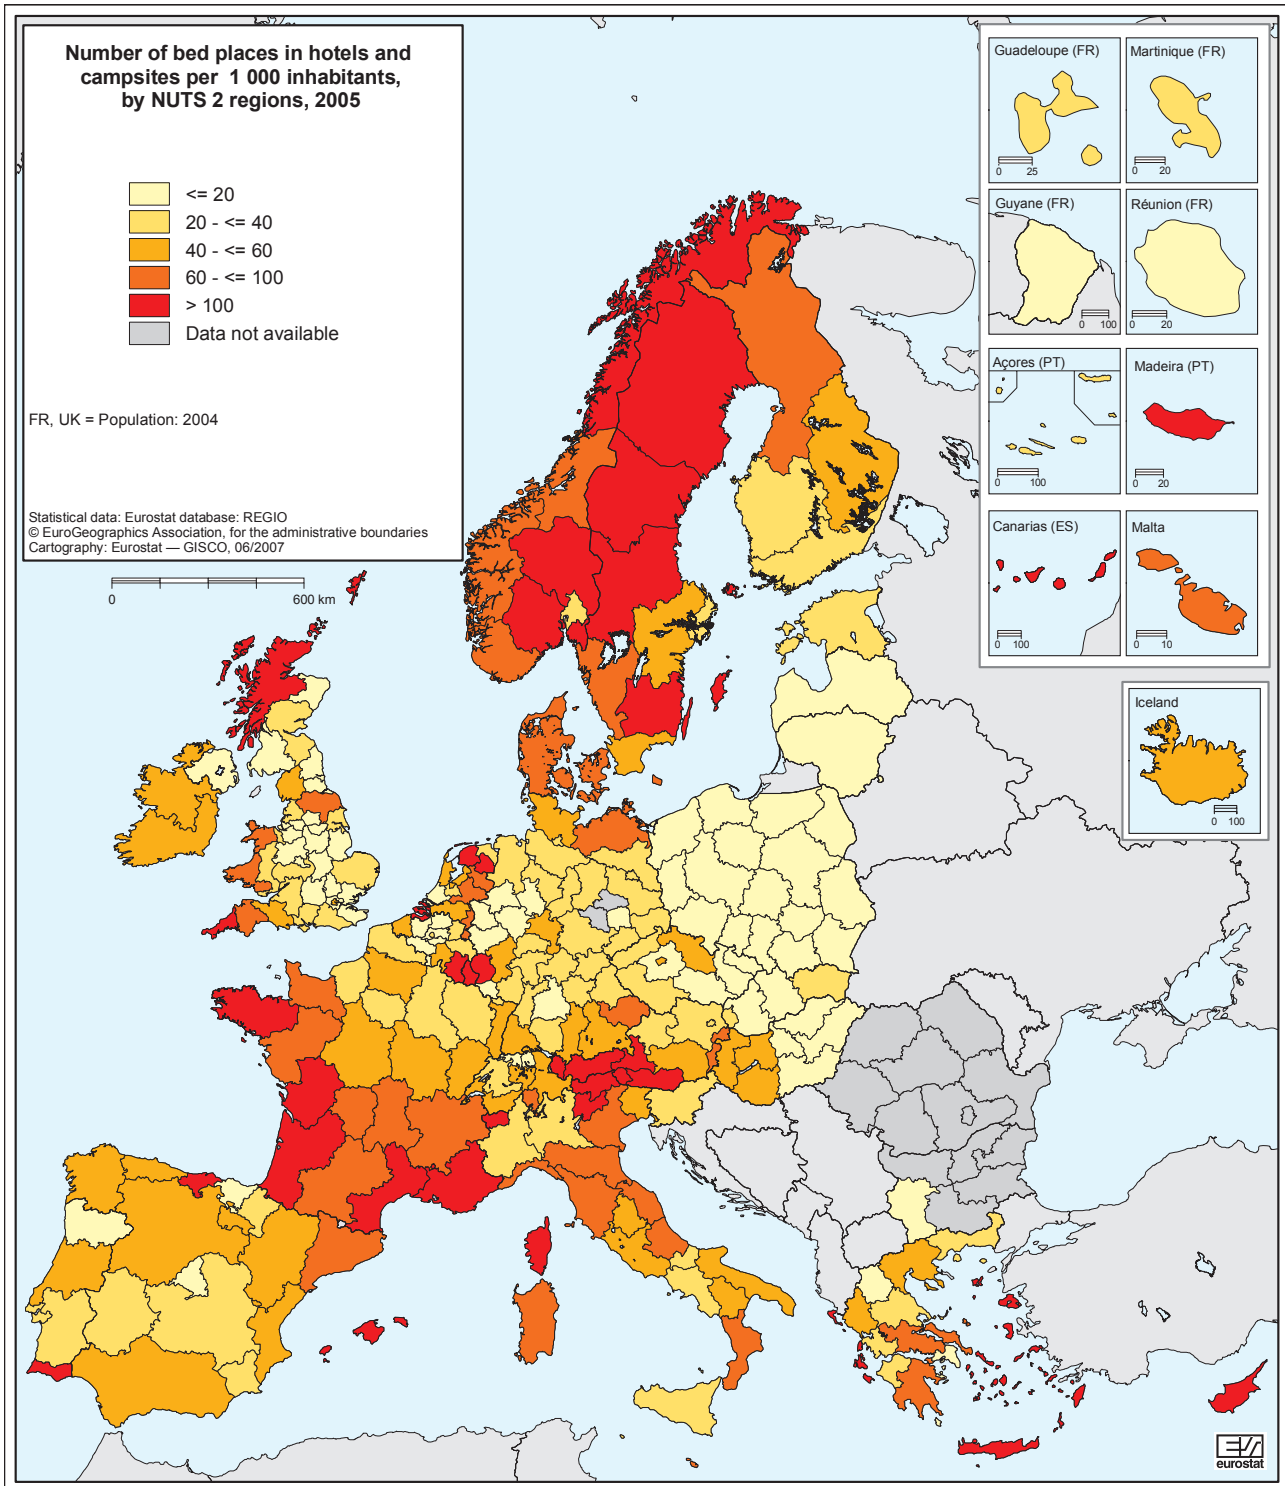 Number of bed places in hotels and
campsites per 1 000 inhabitants,
by NUTS 2 regions, 2005
<= 20
20 - <= 40
40 - <= 60
60 - <= 100
> 100
Data not available
FR, UK = Population: 2004
Statistical data: Eurostat database: REGIO
© EuroGeographics Association, for the administrative boundaries
Cartography: Eurostat — GISCO, 06/2007
0 600 km
Guadeloupe (FR)
0 25
Martinique (FR)
0 20
Guyane (FR)
0 100
Réunion (FR)
0 20
Açores (PT)
0 100
Madeira (PT)
0 20
Canarias (ES)
0 100
Malta
0 10
Iceland
0 100
eurostat